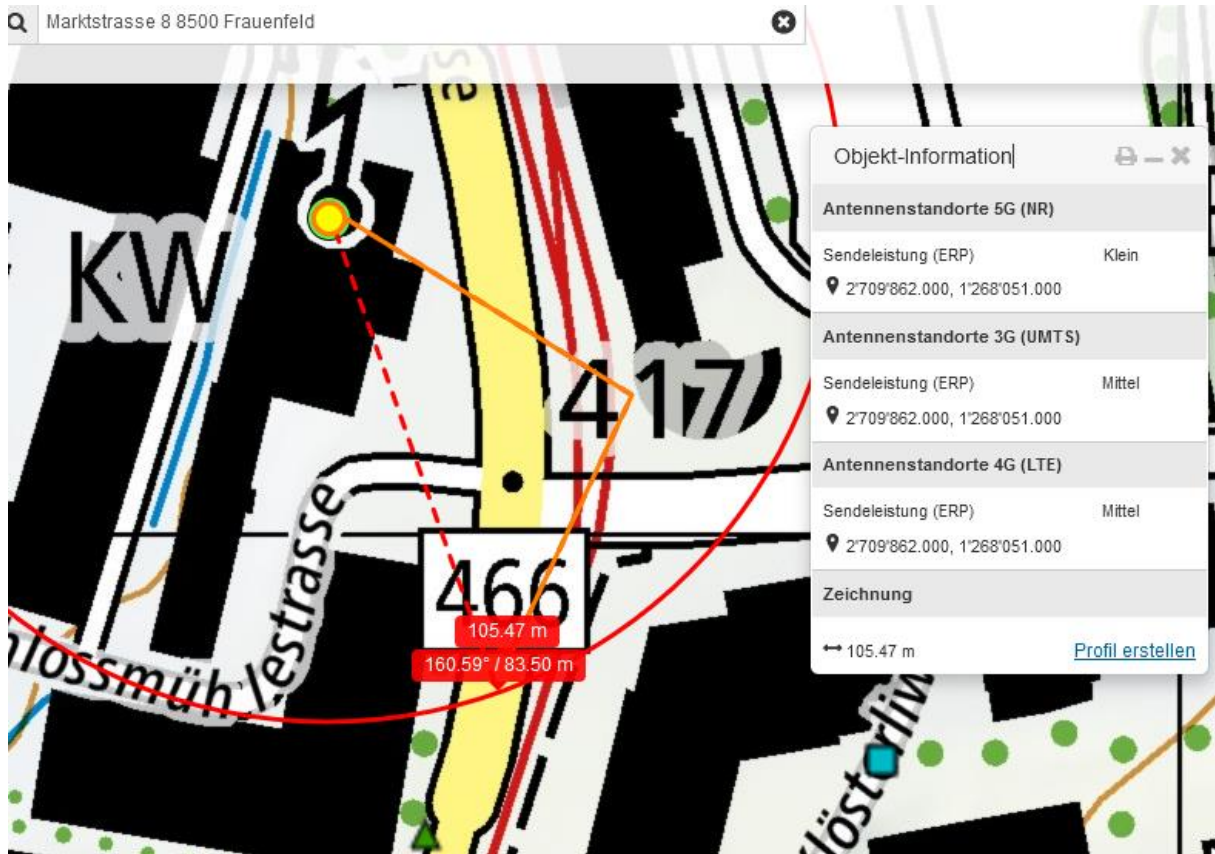 Marktstrasse 8 8500 Frauenfeld
Objekt-Information
Antennenstandorte 5G (NR)
Sendeleistung (ERP) Klein
2'709'862.000, 1'268'051.000
Antennenstandorte 3G (UMTS)
Sendeleistung (ERP) Mittel
2'709'862.000, 1'268'051.000
Antennenstandorte 4G (LTE)
Sendeleistung (ERP) Mittel
2'709'862.000, 1'268'051.000
Zeichnung
105.47 m Profil erstellen
KW
417
466
105.47 m
160.59° / 83.50 m